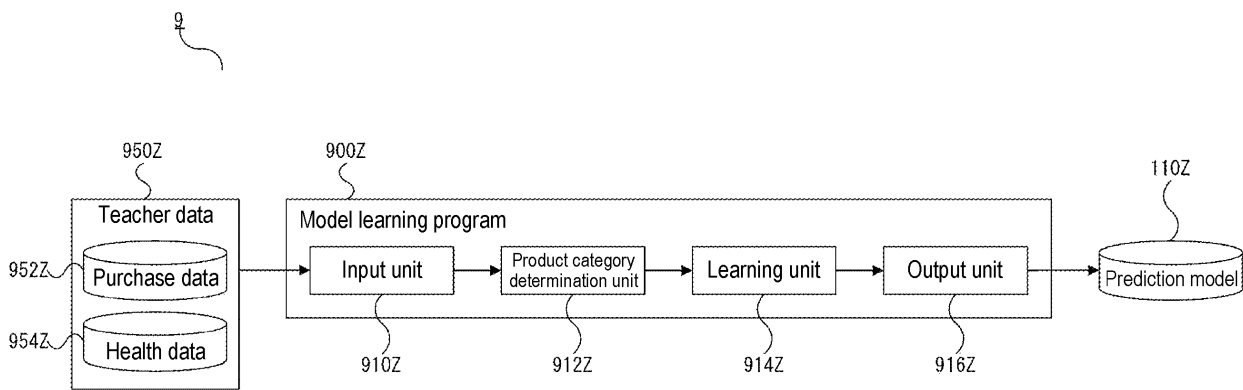 9
950Z
900Z
110Z
Teacher data
Model learning program
952Z
Purchase data
Input unit
Product category
determination unit
Learning unit
Output unit
Prediction model
954Z
Health data
910Z
912Z
914Z
916Z